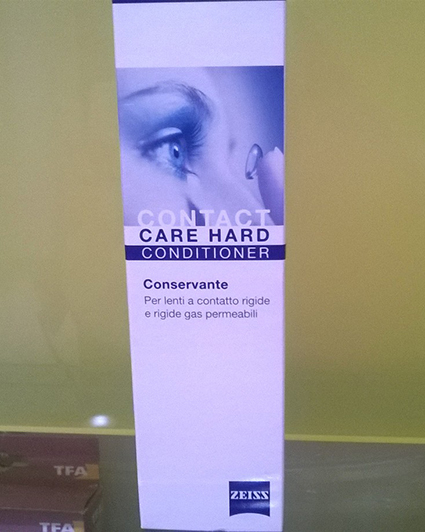 CONTACT
CARE HARD
CONDITIONER
Conservante
Per lenti a contatto rigide
e rigide gas permeabili
ZEISS
TFA
TFA